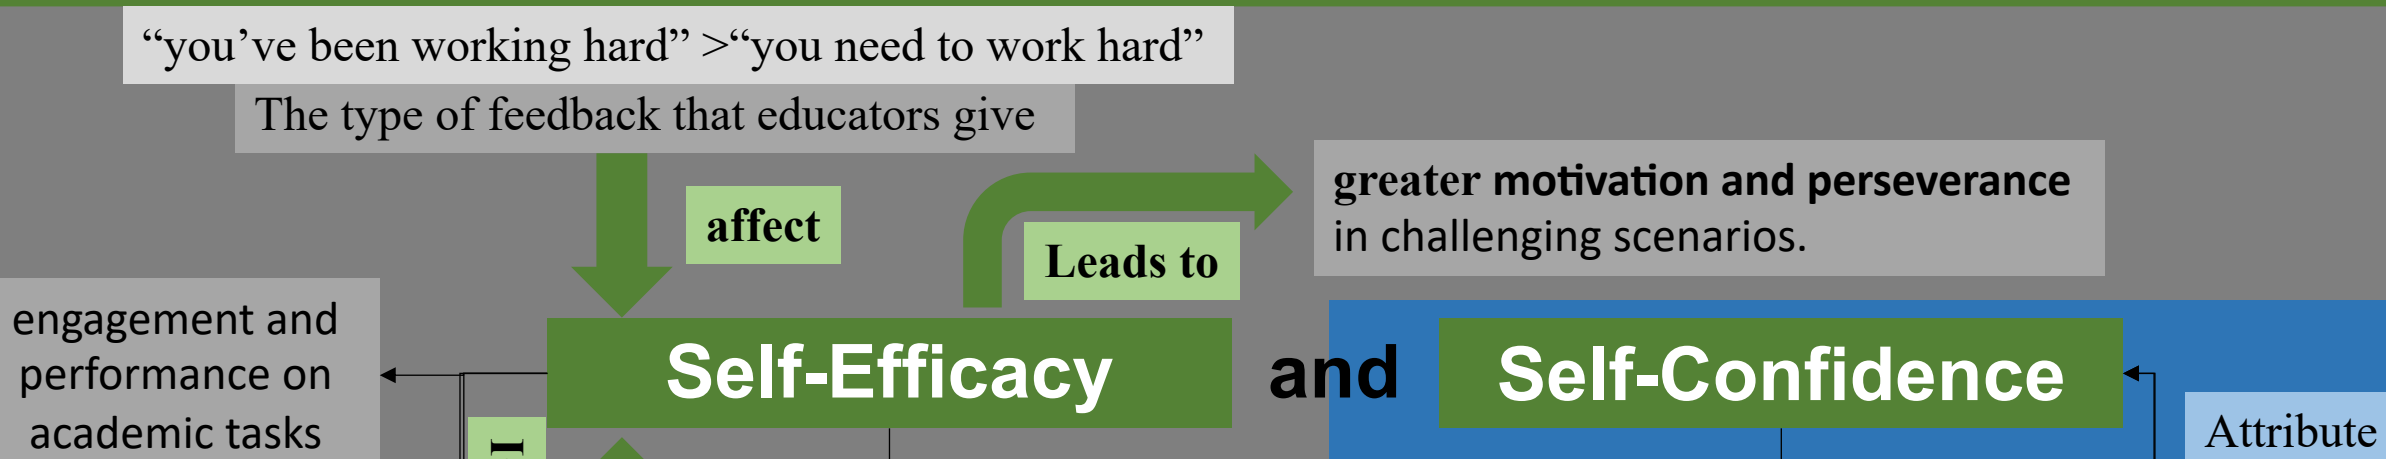 “you’ve been working hard” >“you need to work hard”
The type of feedback that educators give
affect
Leads to
greater motivation and perseverance
in challenging scenarios.
engagement and
performance on
academic tasks
Self-Efficacy and Self-Confidence
Attribute